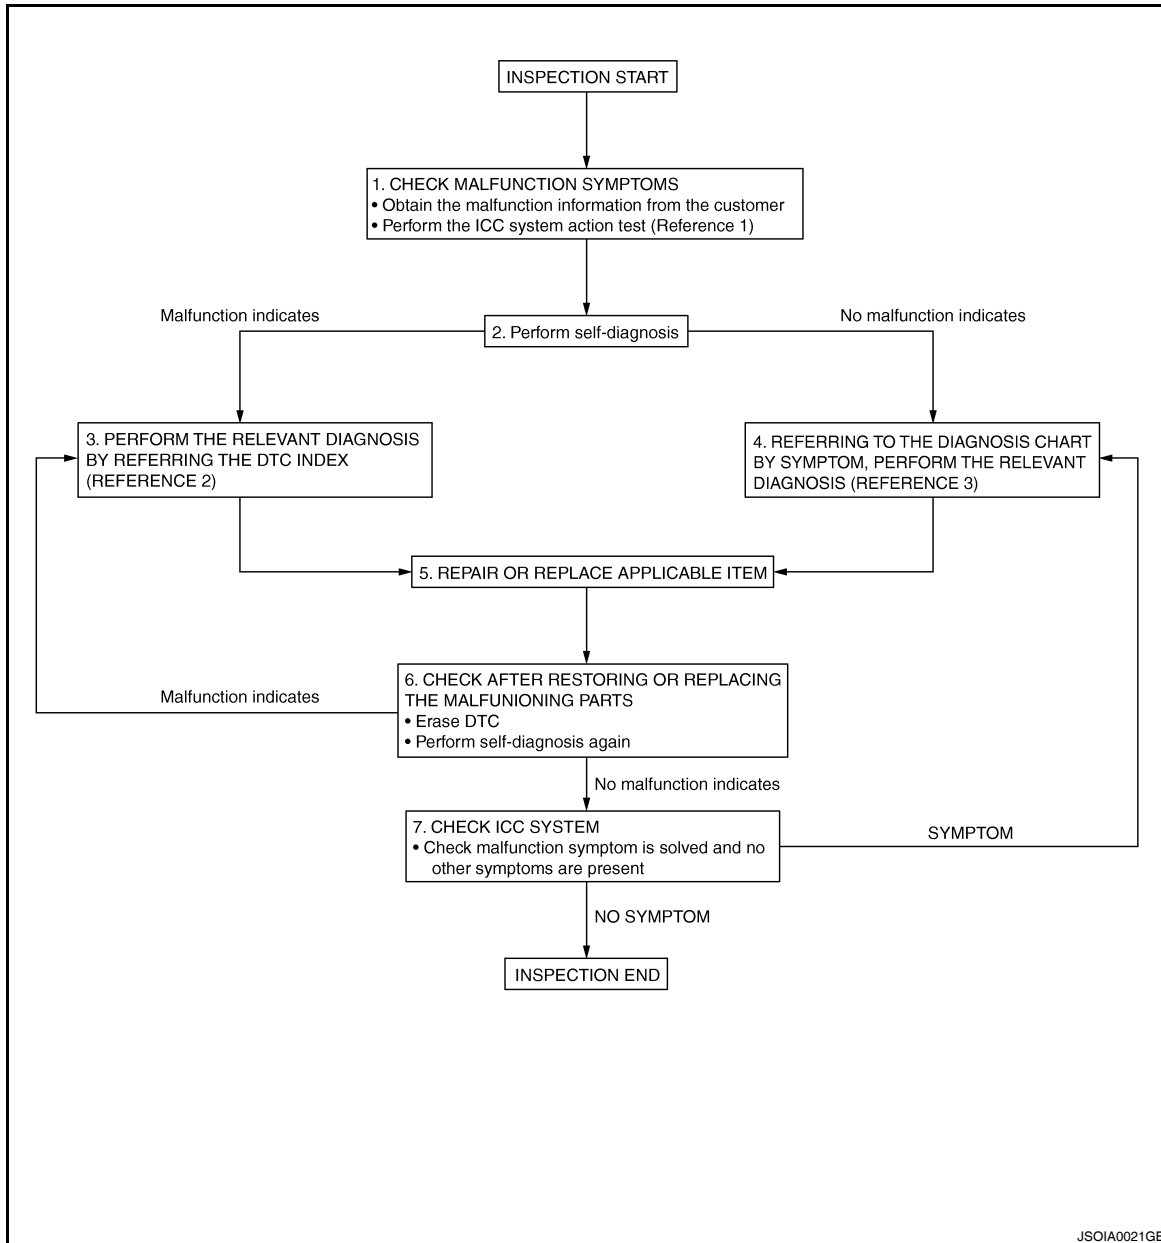 INSPECTION START
1. CHECK MALFUNCTION SYMPTOMS
• Obtain the malfunction information from the customer
• Perform the ICC system action test (Reference 1)
Malfunction indicates
2. Perform self-diagnosis
No malfunction indicates
3. PERFORM THE RELEVANT DIAGNOSIS
BY REFERRING THE DTC INDEX
(REFERENCE 2)
4. REFERRING TO THE DIAGNOSIS CHART
BY SYMPTOM, PERFORM THE RELEVANT
DIAGNOSIS (REFERENCE 3)
5. REPAIR OR REPLACE APPLICABLE ITEM
Malfunction indicates
6. CHECK AFTER RESTORING OR REPLACING
THE MALFUNIONING PARTS
• Erase DTC
• Perform self-diagnosis again
No malfunction indicates
7. CHECK ICC SYSTEM
• Check malfunction symptom is solved and no
other symptoms are present
SYMPTOM
NO SYMPTOM
INSPECTION END
JSOIA0021GB